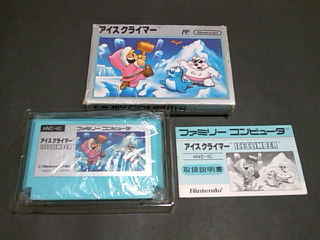 アイスクライマー
Nintendo
FAMILY COMPUTER
ファミリー コンピュータ
HVC-IC
アイスクライマー
ICE CLIMBER
ファミリー コンピュータ
アイスクライマー ICE CLIMBER
HVC-IC
取扱説明書
Nintendo